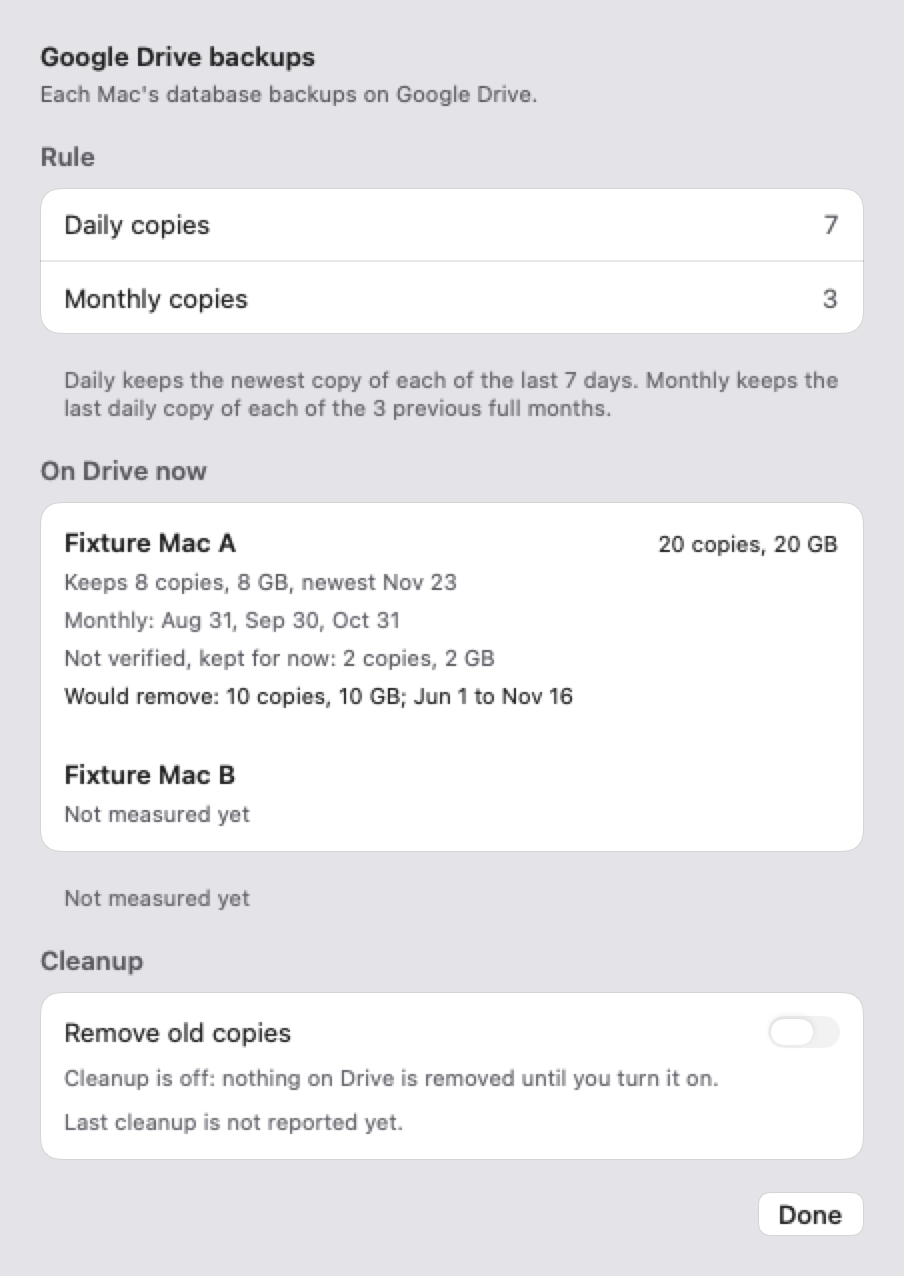 Google Drive backups
Each Mac's database backups on Google Drive.
Rule
Daily copies 7
Monthly copies 3
Daily keeps the newest copy of each of the last 7 days. Monthly keeps the
last daily copy of each of the 3 previous full months.
On Drive now
Fixture Mac A 20 copies, 20 GB
Keeps 8 copies, 8 GB, newest Nov 23
Monthly: Aug 31, Sep 30, Oct 31
Not verified, kept for now: 2 copies, 2 GB
Would remove: 10 copies, 10 GB; Jun 1 to Nov 16
Fixture Mac B
Not measured yet
Not measured yet
Cleanup
Remove old copies
Cleanup is off: nothing on Drive is removed until you turn it on.
Last cleanup is not reported yet.
Done